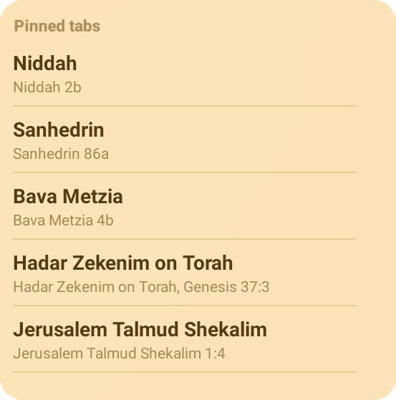 Pinned tabs
Niddah
Niddah 2b
Sanhedrin
Sanhedrin 86a
Bava Metzia
Bava Metzia 4b
Hadar Zekenim on Torah
Hadar Zekenim on Torah, Genesis 37:3
Jerusalem Talmud Shekalim
Jerusalem Talmud Shekalim 1:4